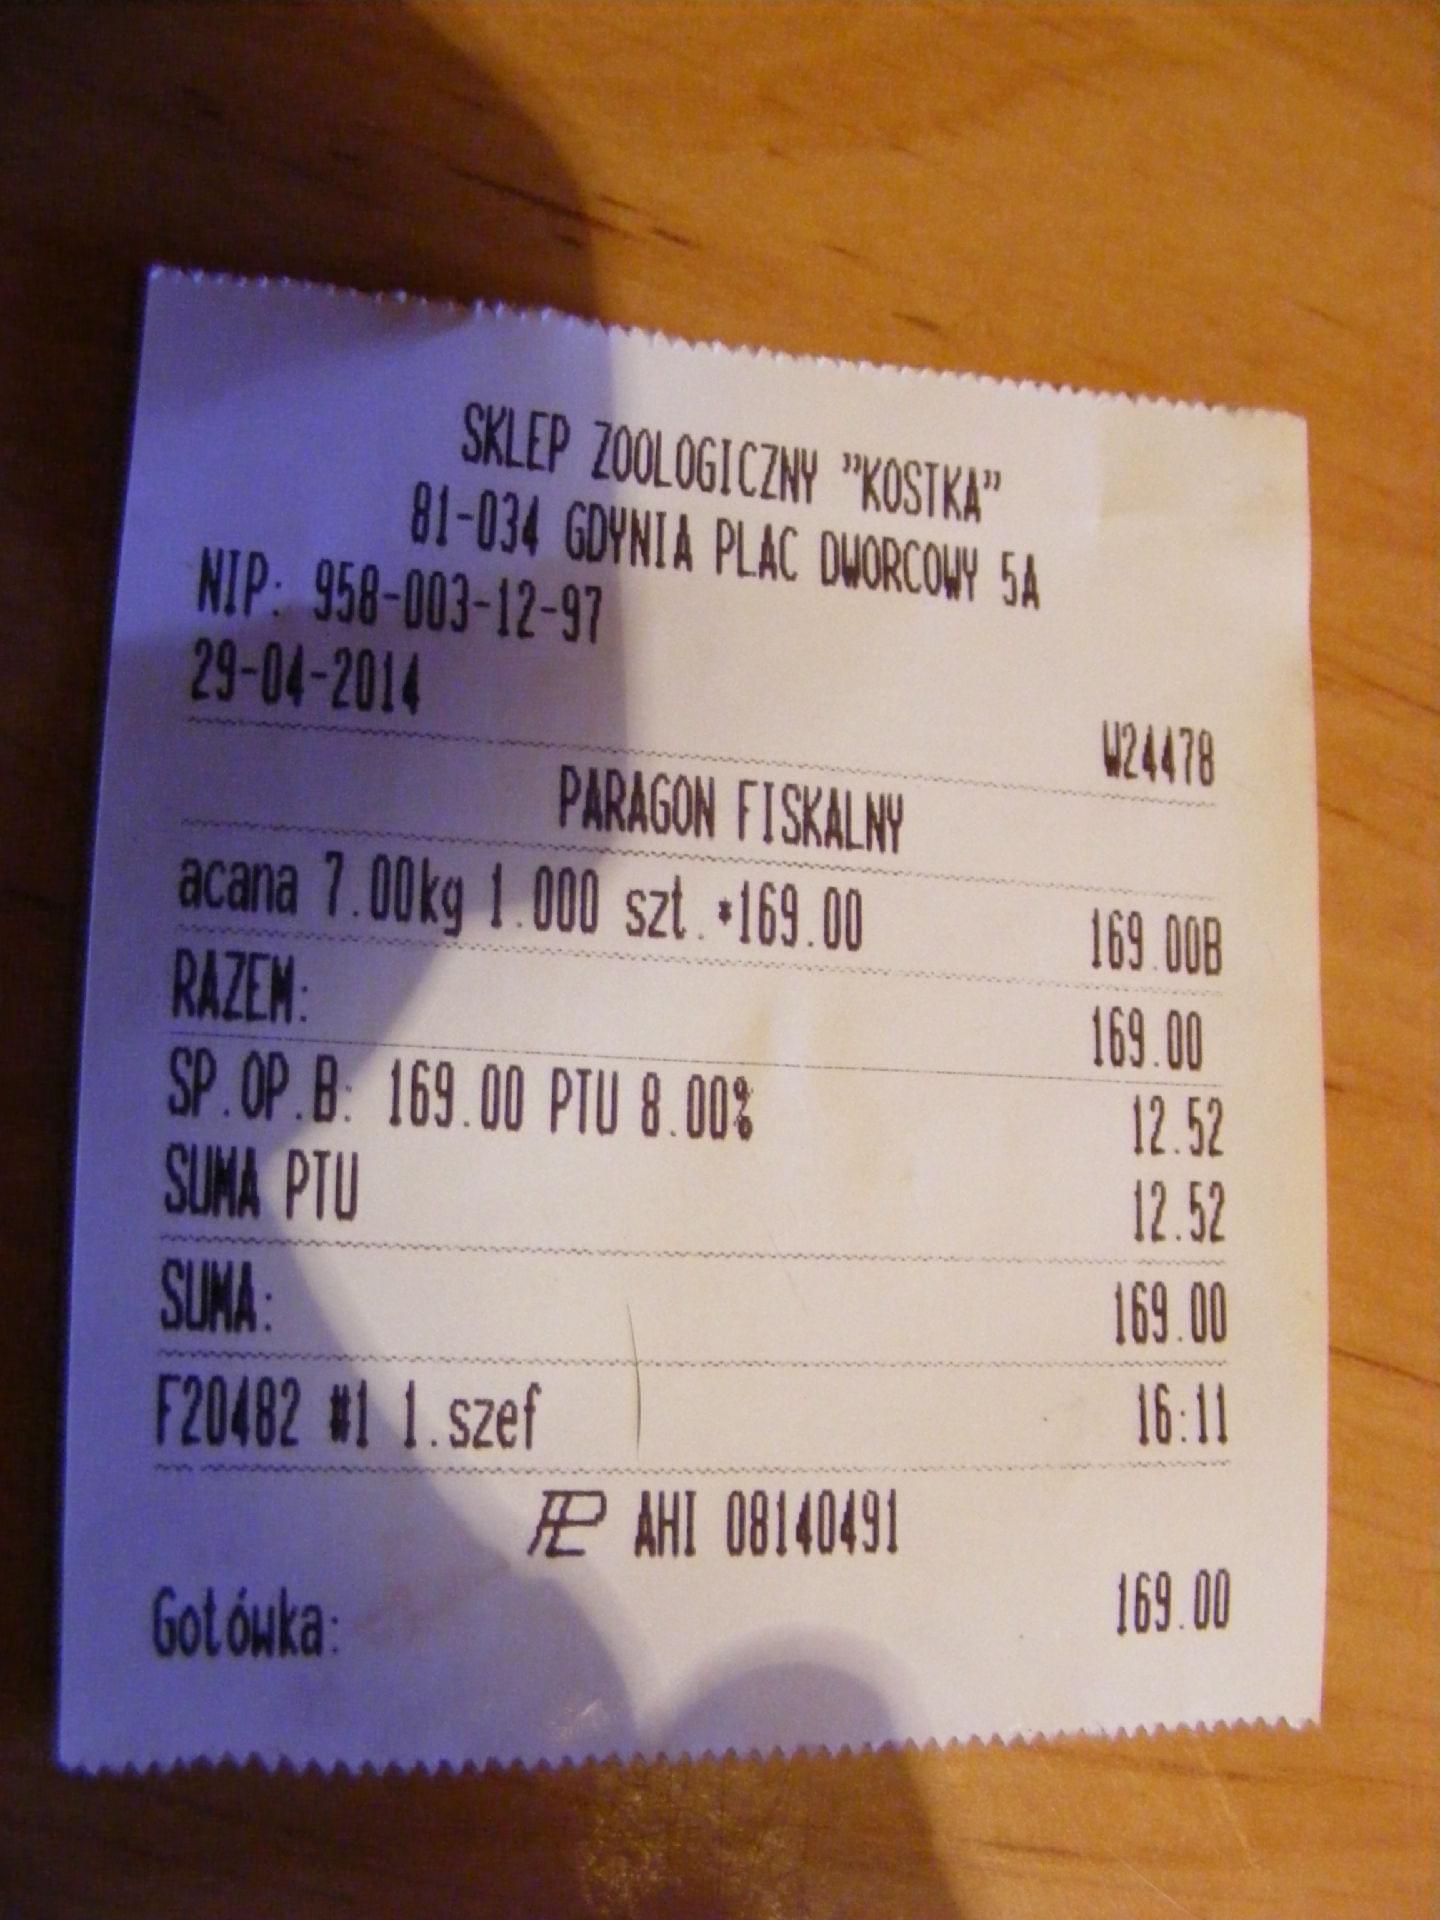 SKLEP ZOOLOGICZNY "KOSTKA"
81-034 GDYNIA PLAC DWORCOWY 5A
NIP: 958-003-12-97
29-04-2014 W24478
PARAGON FISKALNY
acana 7.00kg 1.000 szt.*169.00 169.00B
RAZEM: 169.00
SP.OP.B: 169.00 PTU 8.00% 12.52
SUMA PTU 12.52
SUMA: 169.00
F20482 #1 1.szef 16:11
PL AHI 08140491
Gotówka: 169.00